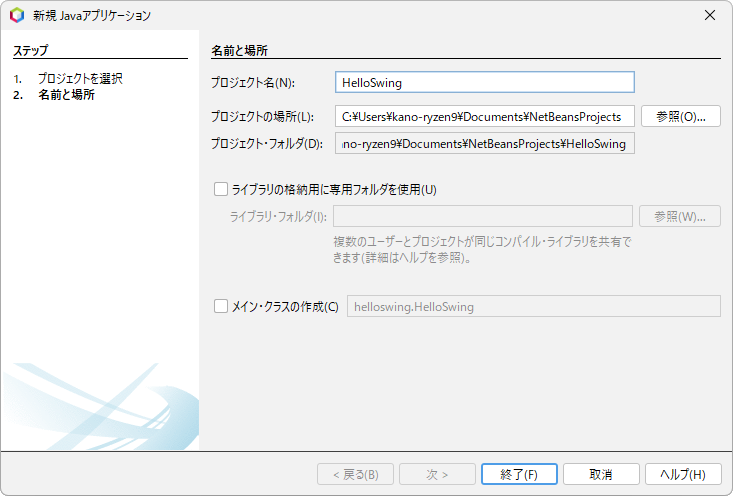 新規 Javaアプリケーション
ステップ
1. プロジェクトを選択
2. 名前と場所
名前と場所
プロジェクト名(N): HelloSwing
プロジェクトの場所(L): C:¥Users¥kano-ryzen9¥Documents¥NetBeansProjects 参照(O)...
プロジェクト・フォルダ(D): ano-ryzen9¥Documents¥NetBeansProjects¥HelloSwing
ライブラリの格納用に専用フォルダを使用(U)
ライブラリ・フォルダ(I): 参照(W)...
複数のユーザーとプロジェクトが同じコンパイル・ライブラリを共有で
きます(詳細はヘルプを参照)。
メイン・クラスの作成(C) helloswing.HelloSwing
< 戻る(B) 次 > 終了(F) 取消 ヘルプ(H)